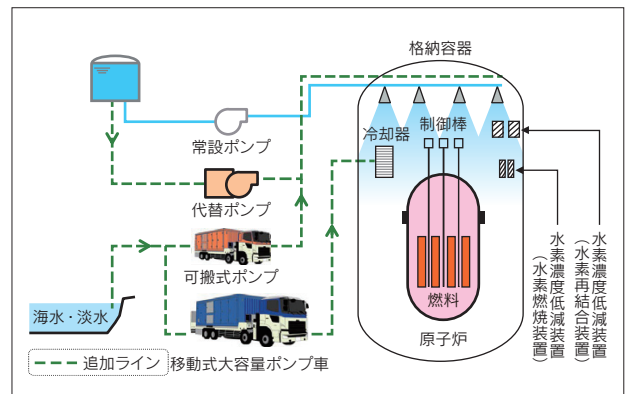 格納容器
常設ポンプ
冷却器
制御棒
代替ポンプ
可搬式ポンプ
海水・淡水
燃料
原子炉
追加ライン
移動式大容量ポンプ車
水素濃度低減装置
（水素再結合装置）
水素濃度低減装置
（水素燃焼装置）